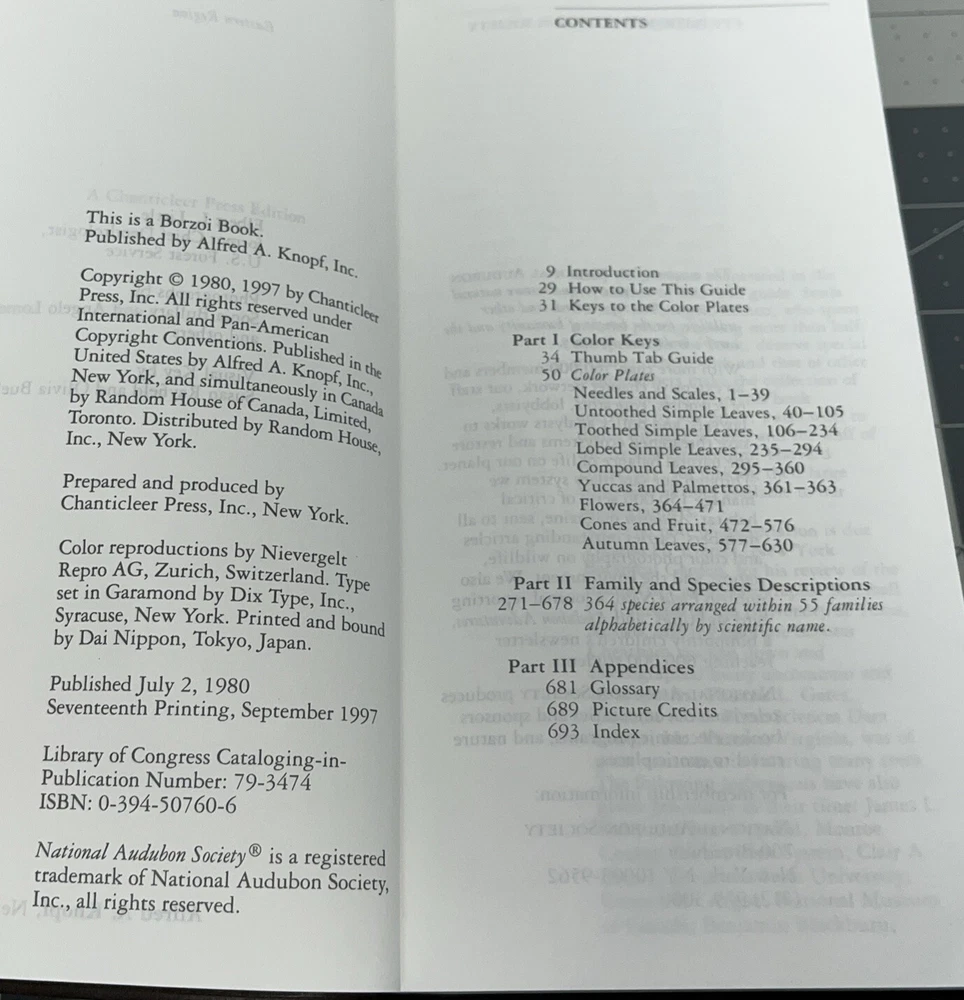 This is a Borzoi Book.
Published by Alfred A. Knopf, Inc.
Copyright © 1980, 1997 by Chanticleer
Press, Inc. All rights reserved under
International and Pan-American
Copyright Conventions. Published in the
United States by Alfred A. Knopf, Inc.,
New York, and simultaneously in Canada
by Random House of Canada, Limited,
Toronto. Distributed by Random House,
Inc., New York.
Prepared and produced by
Chanticleer Press, Inc., New York.
Color reproductions by Nievergelt
Repro AG, Zurich, Switzerland. Type
set in Garamond by Dix Type, Inc.,
Syracuse, New York. Printed and bound
by Dai Nippon, Tokyo, Japan.
Published July 2, 1980
Seventeenth Printing, September 1997
Library of Congress Cataloging-in-
Publication Number: 79-3474
ISBN: 0-394-50760-6
National Audubon Society® is a registered
trademark of National Audubon Society,
Inc., all rights reserved.
CONTENTS
9 Introduction
29 How to Use This Guide
31 Keys to the Color Plates
Part I Color Keys
34 Thumb Tab Guide
50 Color Plates
Needles and Scales, 1–39
Untoothed Simple Leaves, 40–105
Toothed Simple Leaves, 106–234
Lobed Simple Leaves, 235–294
Compound Leaves, 295–360
Yuccas and Palmettos, 361–363
Flowers, 364–471
Cones and Fruit, 472–576
Autumn Leaves, 577–630
Part II Family and Species Descriptions
271–678 364 species arranged within 55 families
alphabetically by scientific name.
Part III Appendices
681 Glossary
689 Picture Credits
693 Index